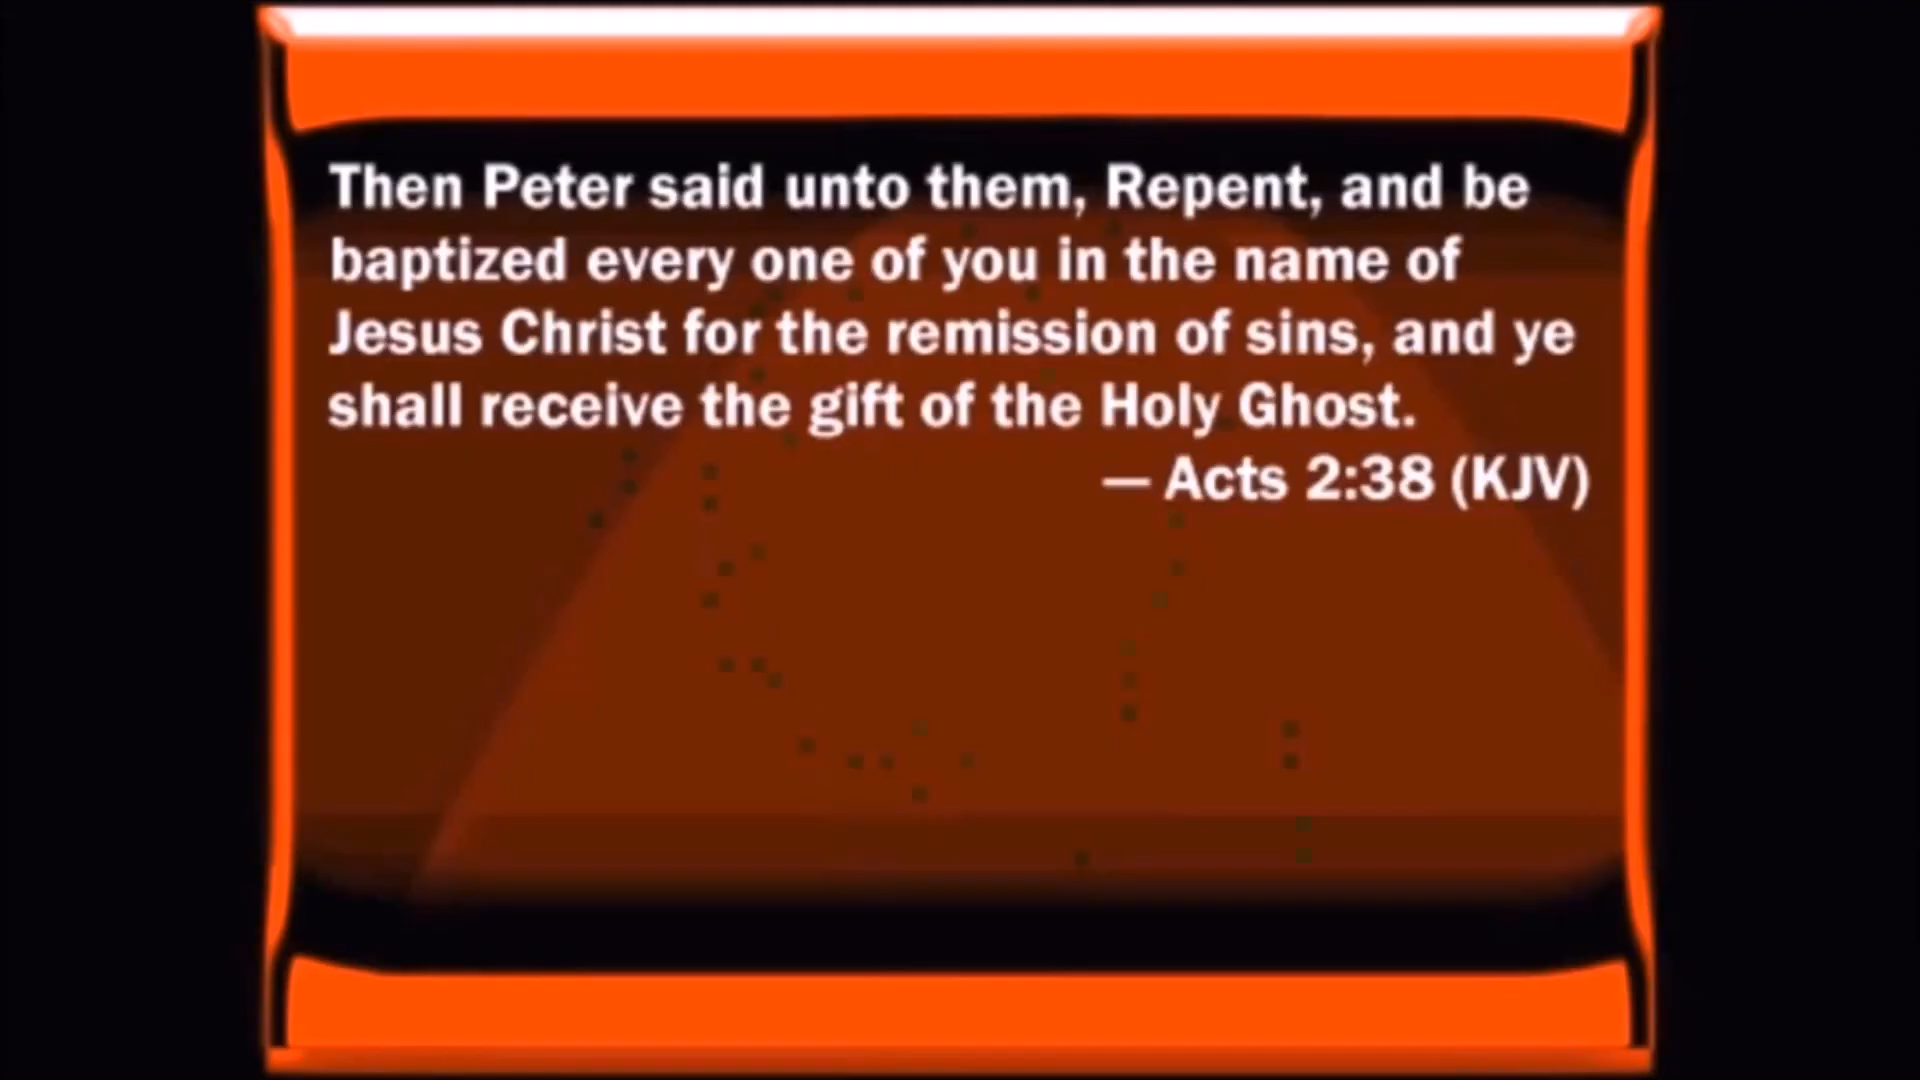 Then Peter said unto them, Repent, and be
baptized every one of you in the name of
Jesus Christ for the remission of sins, and ye
shall receive the gift of the Holy Ghost.
— Acts 2:38 (KJV)